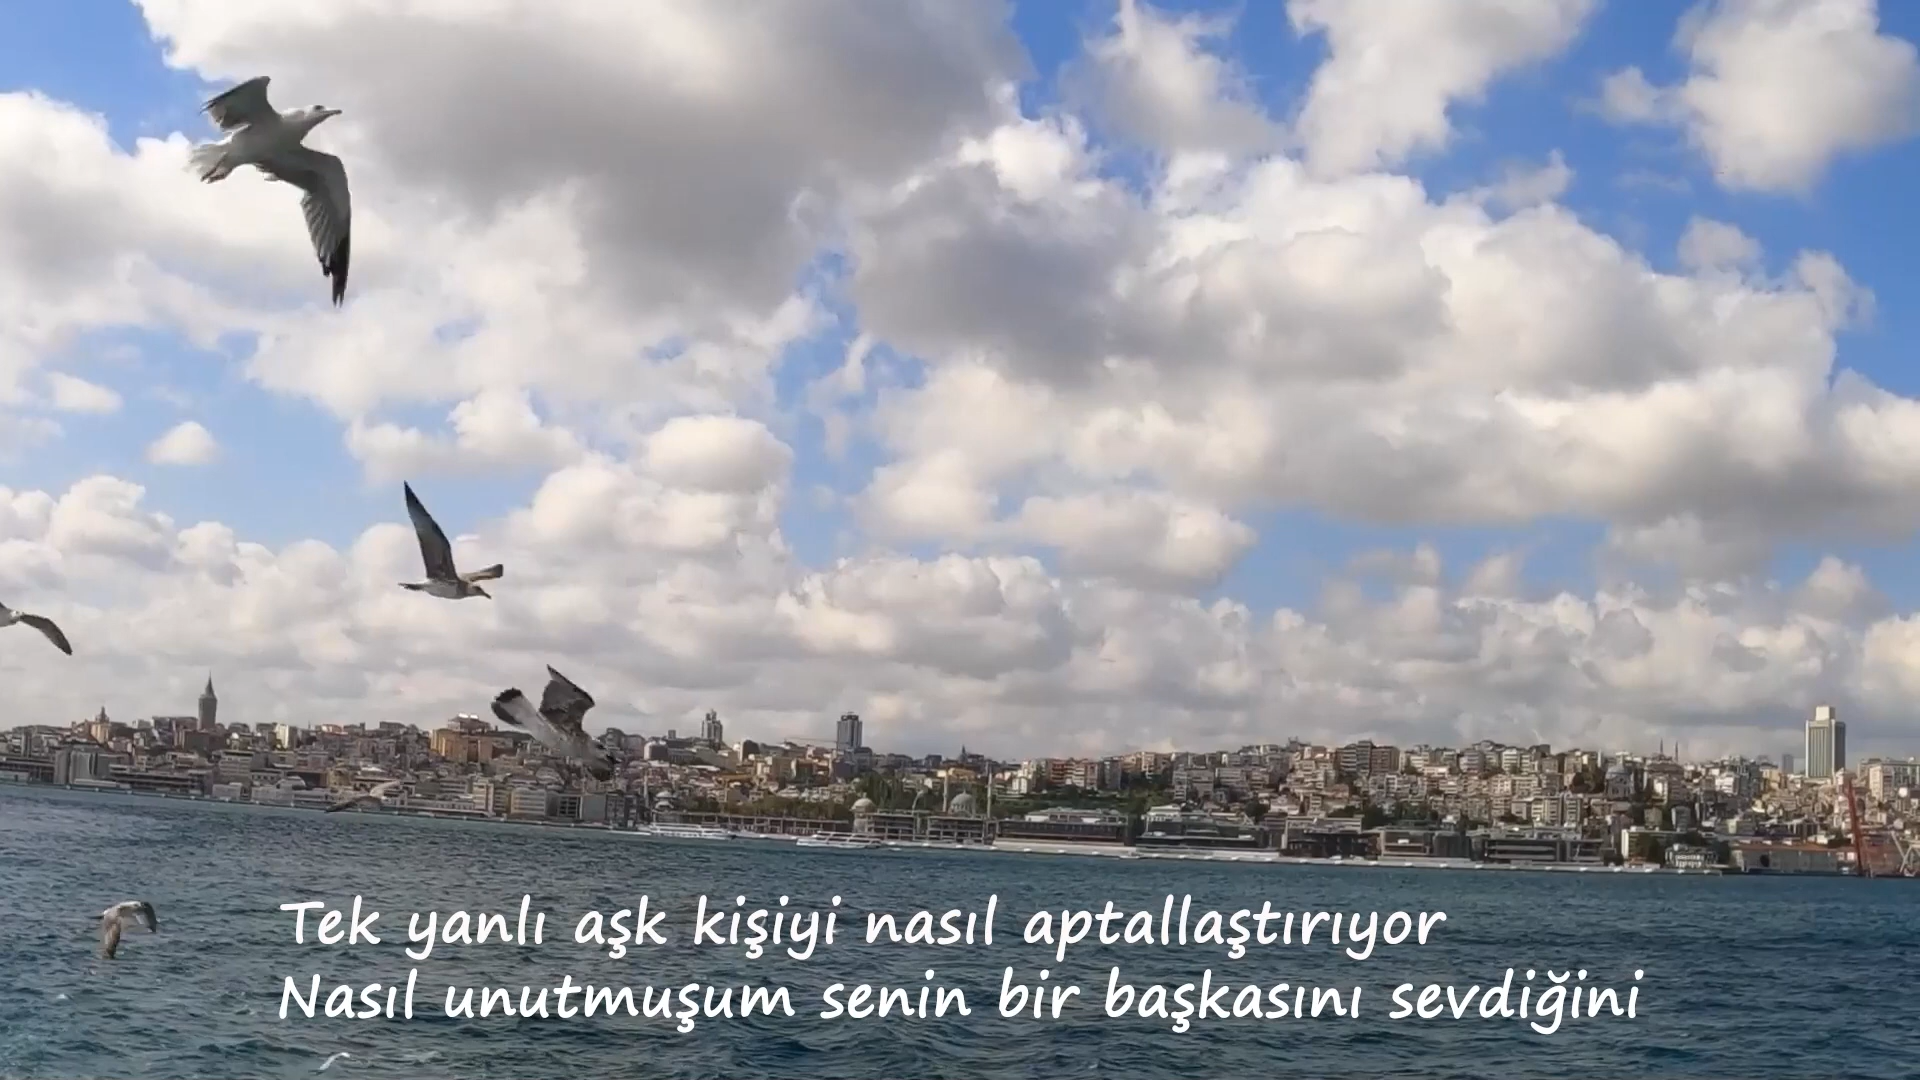 Tek yanlı aşk kişiyi nasıl aptallaştırıyor
Nasıl unutmuşum senin bir başkasını sevdiğini